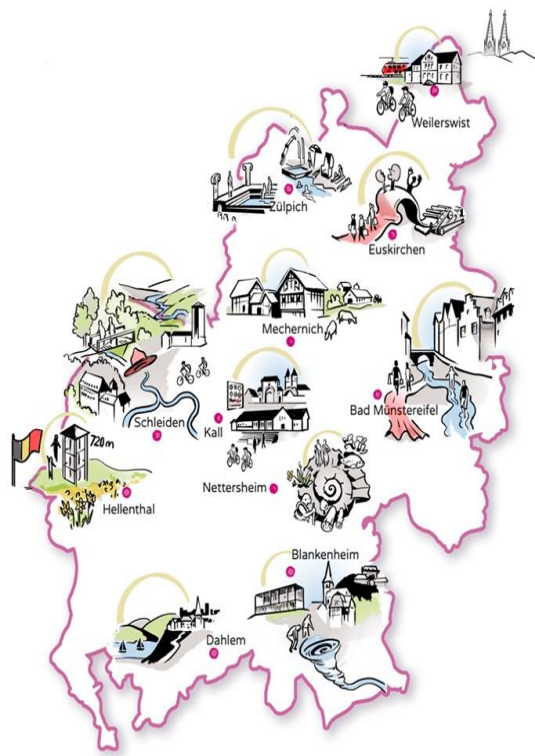 Weilerswist
Zülpich
Euskirchen
Mechernich
Bad Münstereifel
Schleiden
Kall
720m
Hellenthal
Nettersheim
Blankenheim
Dahlem